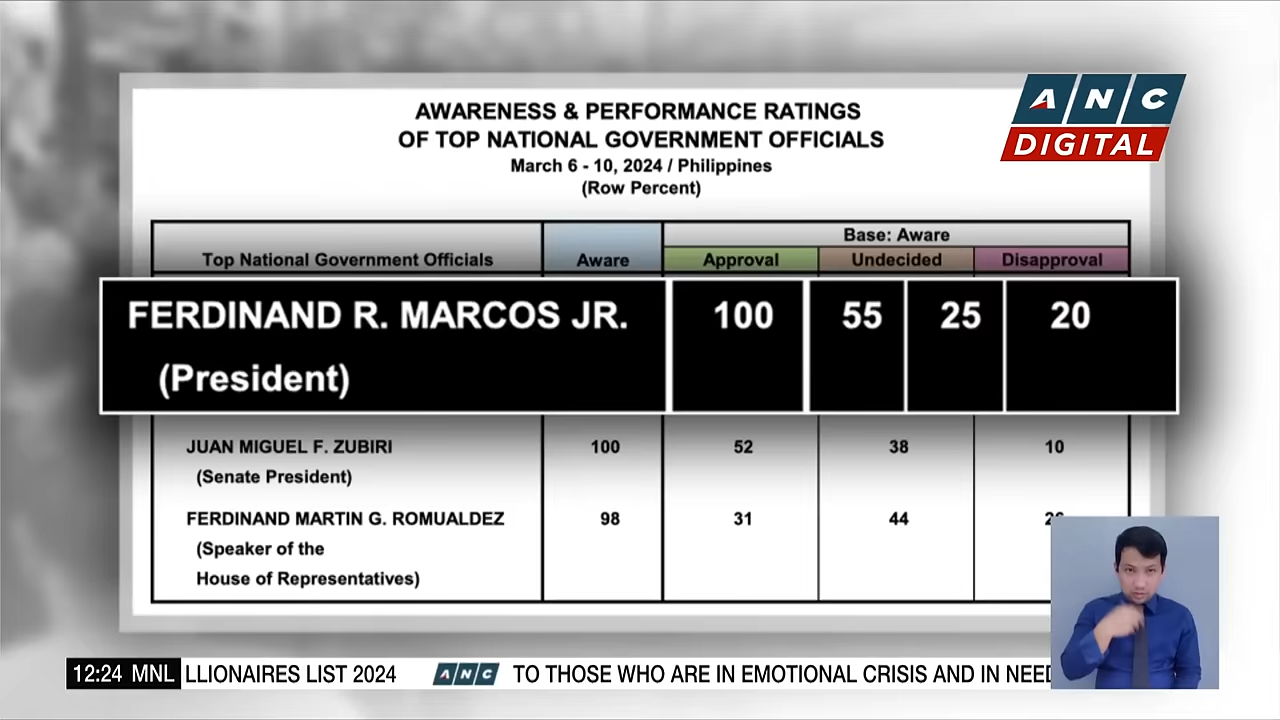 AWARENESS & PERFORMANCE RATINGS
OF TOP NATIONAL GOVERNMENT OFFICIALS
March 6 - 10, 2024 / Philippines
(Row Percent)
ANC
DIGITAL
Base: Aware
Top National Government Officials Aware Approval Undecided Disapproval
FERDINAND R. MARCOS JR. 100 55 25 20
(President)
JUAN MIGUEL F. ZUBIRI 100 52 38 10
(Senate President)
FERDINAND MARTIN G. ROMUALDEZ 98 31 44
(Speaker of the
House of Representatives)
12:24 MNL LLIONAIRES LIST 2024 ANC TO THOSE WHO ARE IN EMOTIONAL CRISIS AND IN NEED